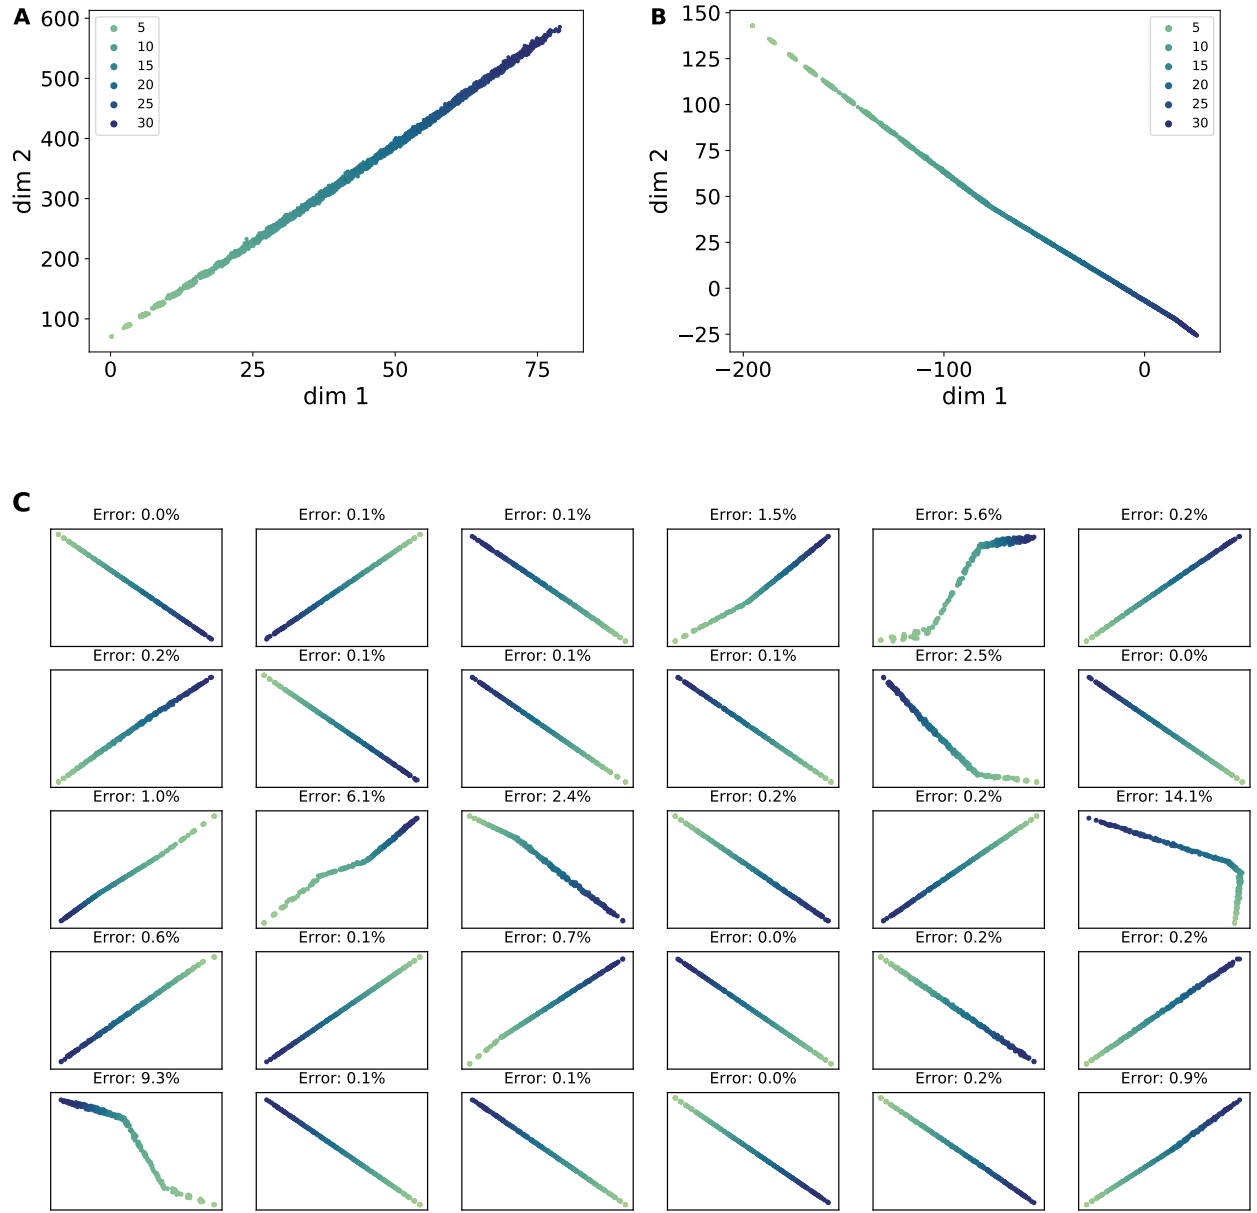 A
600
500
400
300
200
100
dim 2
5
10
15
20
25
30
0
25
50
75
dim 1
B
150
125
100
75
50
25
0
−25
dim 2
5
10
15
20
25
30
−200
−100
0
dim 1
C
Error: 0.0%
Error: 0.1%
Error: 0.1%
Error: 1.5%
Error: 5.6%
Error: 0.2%
Error: 0.2%
Error: 0.1%
Error: 0.1%
Error: 0.1%
Error: 2.5%
Error: 0.0%
Error: 1.0%
Error: 6.1%
Error: 2.4%
Error: 0.2%
Error: 0.2%
Error: 14.1%
Error: 0.6%
Error: 0.1%
Error: 0.7%
Error: 0.0%
Error: 0.2%
Error: 0.2%
Error: 9.3%
Error: 0.1%
Error: 0.1%
Error: 0.0%
Error: 0.2%
Error: 0.9%